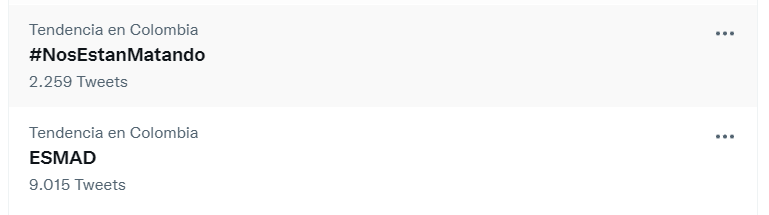 Tendencia en Colombia
#NosEstanMatando
2.259 Tweets
Tendencia en Colombia
ESMAD
9.015 Tweets